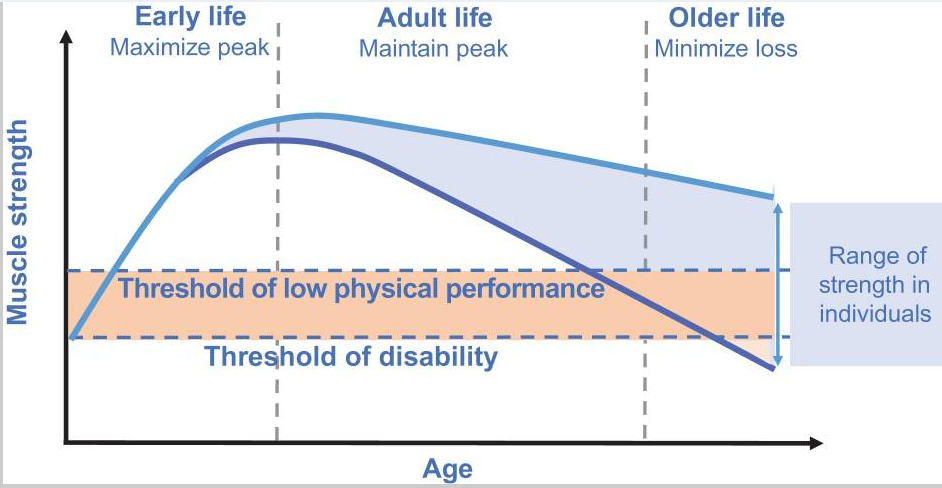 Early life
Maximize peak
Adult life
Maintain peak
Older life
Minimize loss
Muscle strength
Threshold of low physical performance
Threshold of disability
Range of
strength in
individuals
Age